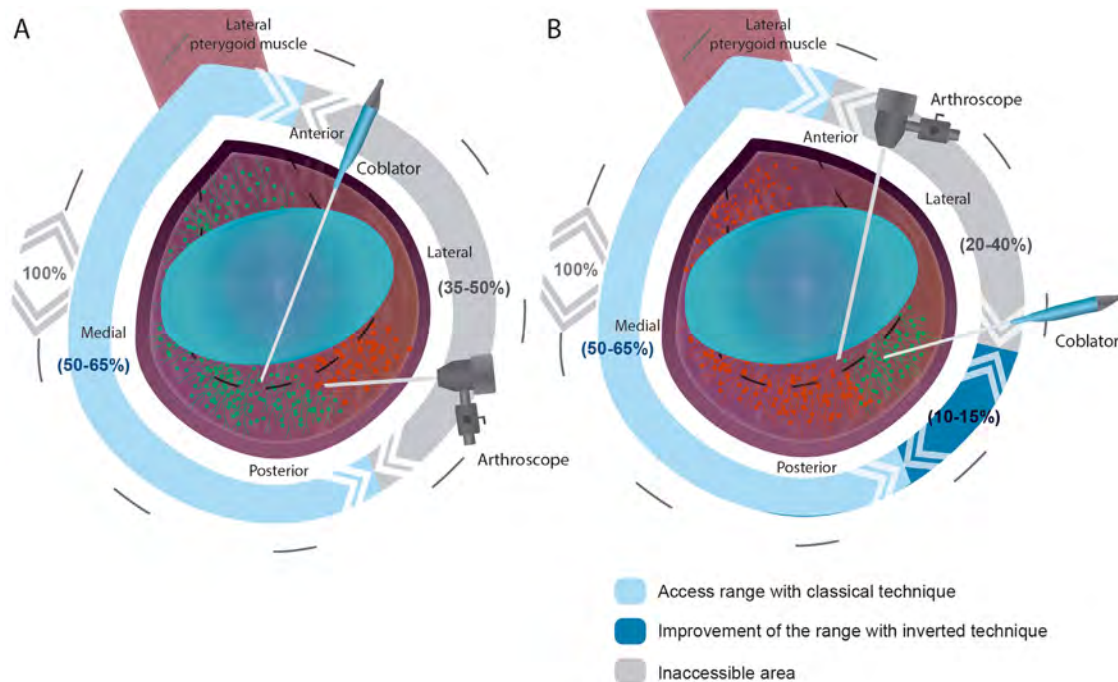 A
Lateral
pterygoid muscle
Anterior
Coblator
Lateral
(35-50%)
100%
Medial
(50-65%)
Posterior
Arthroscope
B
Lateral
pterygoid muscle
Arthroscope
Anterior
Lateral
(20-40%)
100%
Medial
(50-65%)
Coblator
(10-15%)
Posterior
Access range with classical technique
Improvement of the range with inverted technique
Inaccessible area